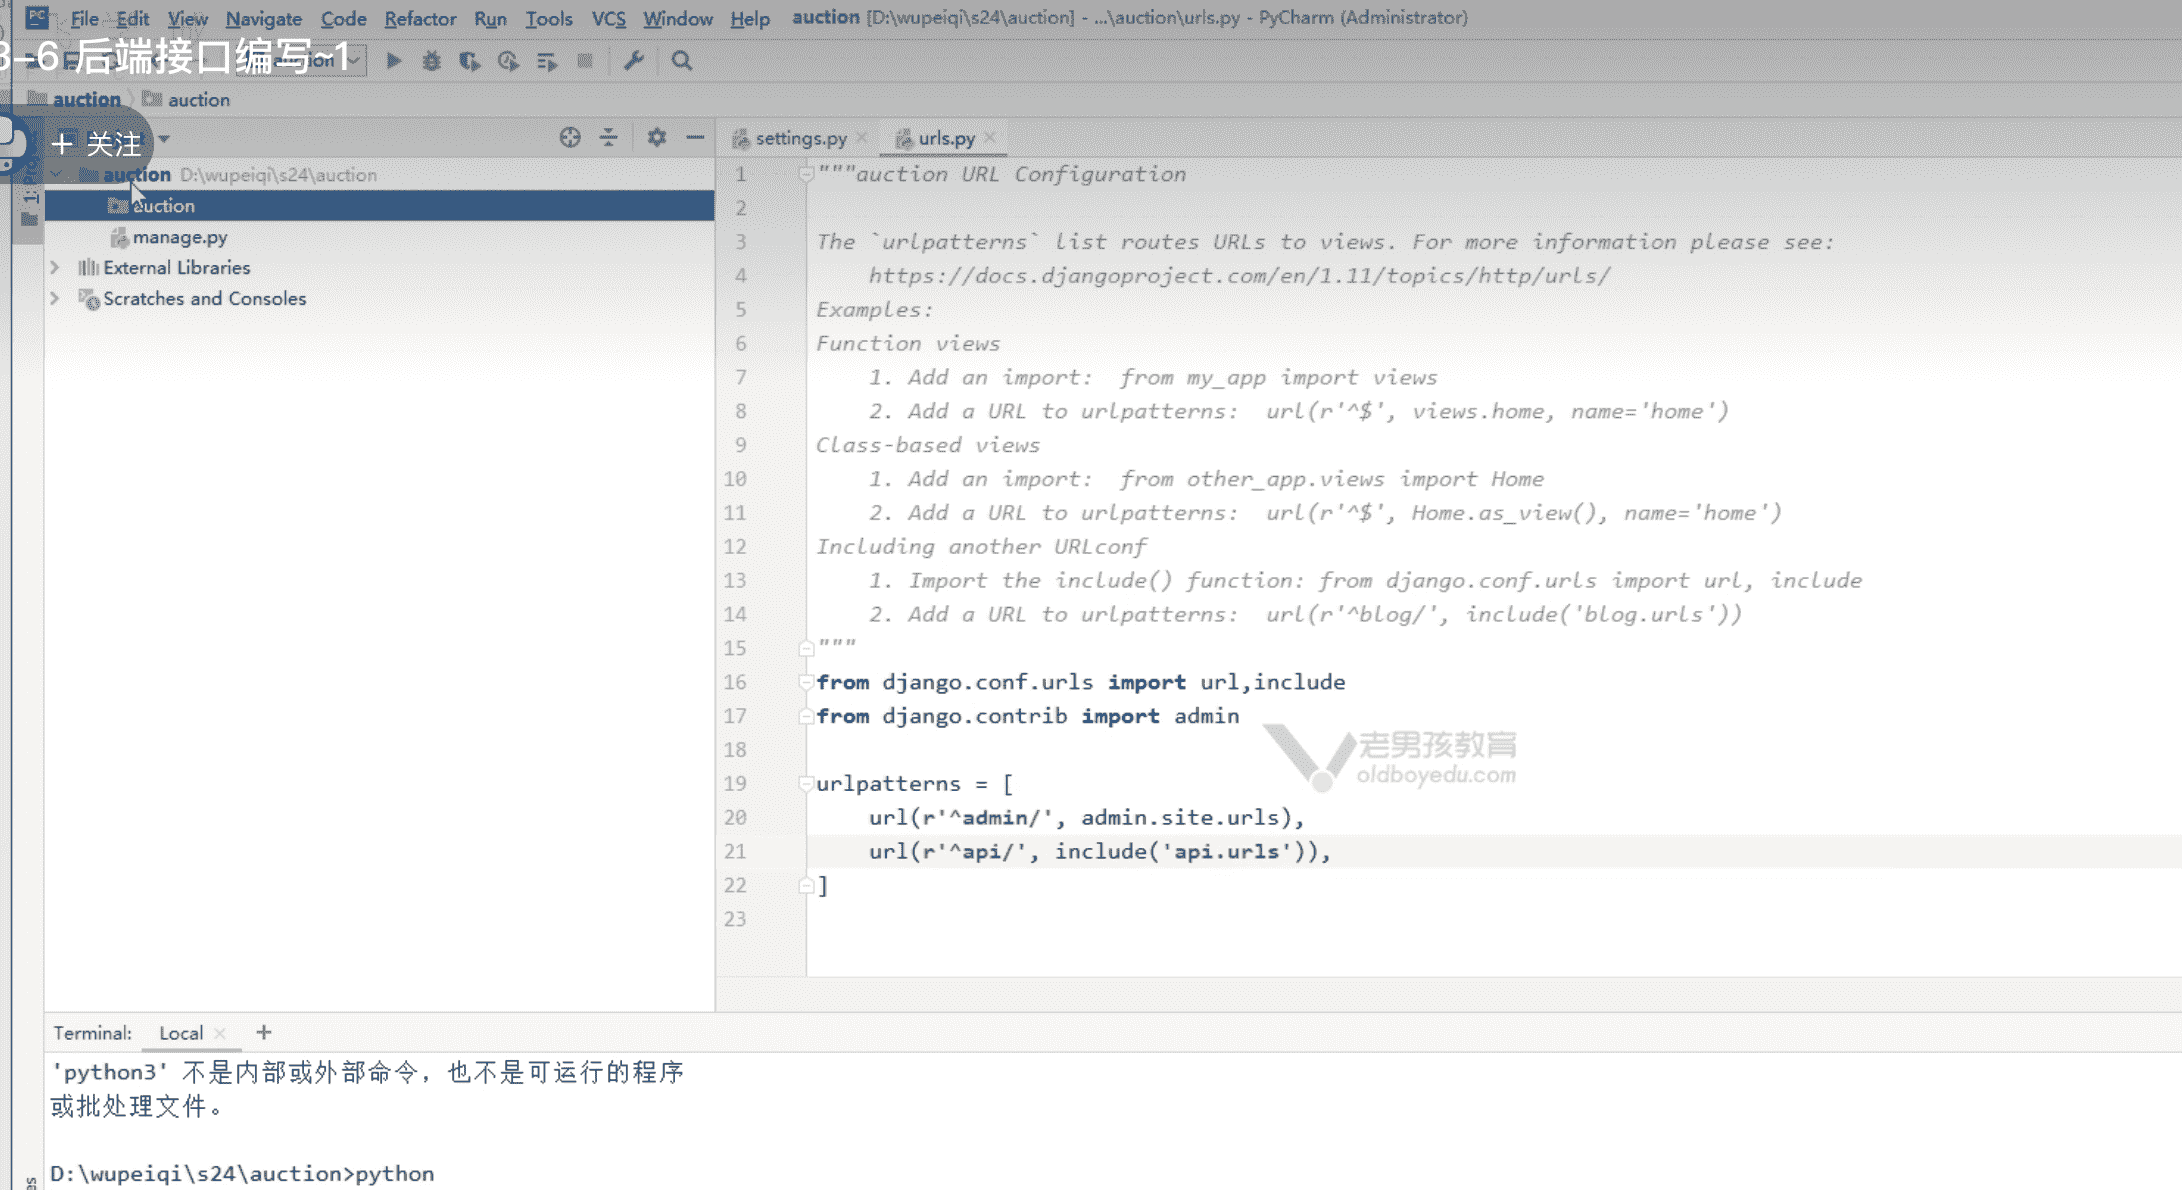 File Edit View Navigate Code Refactor Run Tools VCS Window Help auction [D:\wupeiqi\s24\auction] - ...\auction\urls.py - PyCharm (Administrator)
3-6 后端接口编写~1
auction auction
+ 关注
settings.py urls.py
auction D:\wupeiqi\s24\auction
auction
manage.py
External Libraries
Scratches and Consoles
1 """auction URL Configuration
2
3 The `urlpatterns` list routes URLs to views. For more information please see:
4     https://docs.djangoproject.com/en/1.11/topics/http/urls/
5 Examples:
6 Function views
7     1. Add an import:  from my_app import views
8     2. Add a URL to urlpatterns:  url(r'^$', views.home, name='home')
9 Class-based views
10     1. Add an import:  from other_app.views import Home
11     2. Add a URL to urlpatterns:  url(r'^$', Home.as_view(), name='home')
12 Including another URLconf
13     1. Import the include() function: from django.conf.urls import url, include
14     2. Add a URL to urlpatterns:  url(r'^blog/', include('blog.urls'))
15 """
16 from django.conf.urls import url,include
17 from django.contrib import admin
18
19 urlpatterns = [
20     url(r'^admin/', admin.site.urls),
21     url(r'^api/', include('api.urls')),
22 ]
23
老男孩教育
oldboyedu.com
Terminal: Local +
'python3' 不是内部或外部命令，也不是可运行的程序
或批处理文件。
D:\wupeiqi\s24\auction>python